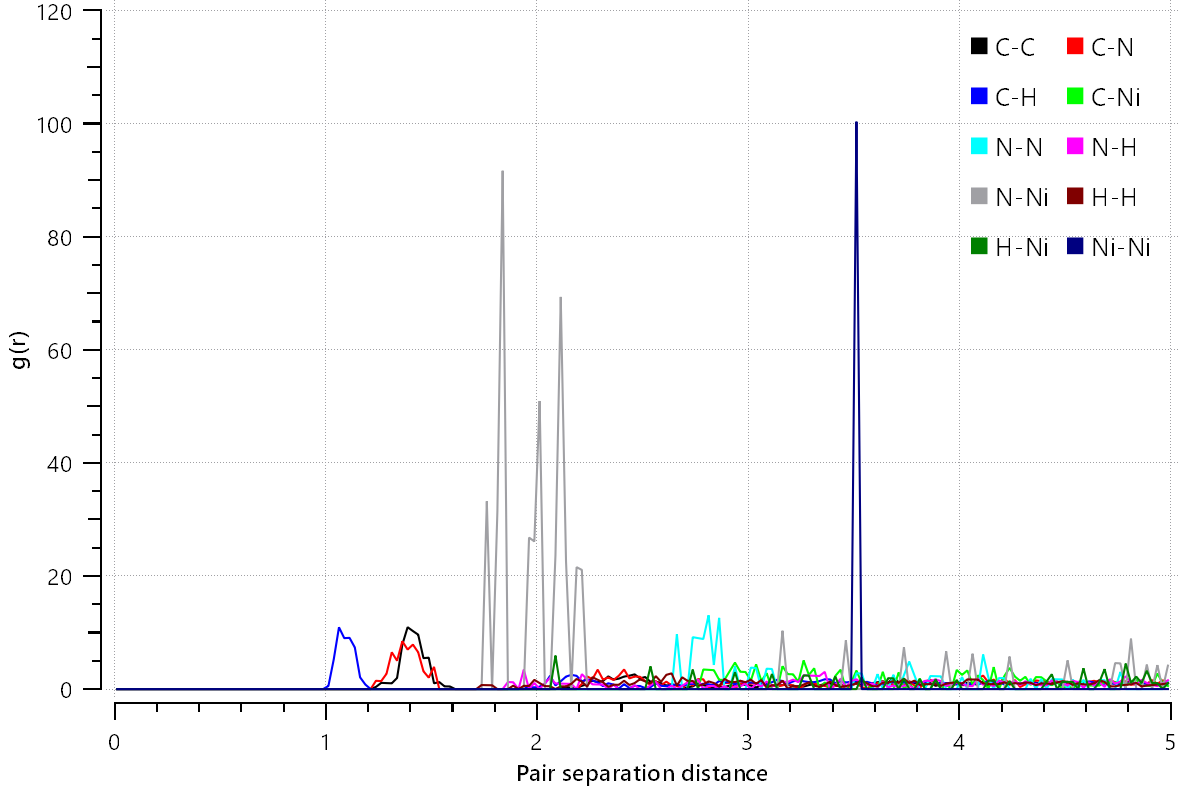 120
100
80
60
40
20
0
g(r)
C-C C-N
C-H C-Ni
N-N N-H
N-Ni H-H
H-Ni Ni-Ni
0 1 2 3 4 5
Pair separation distance